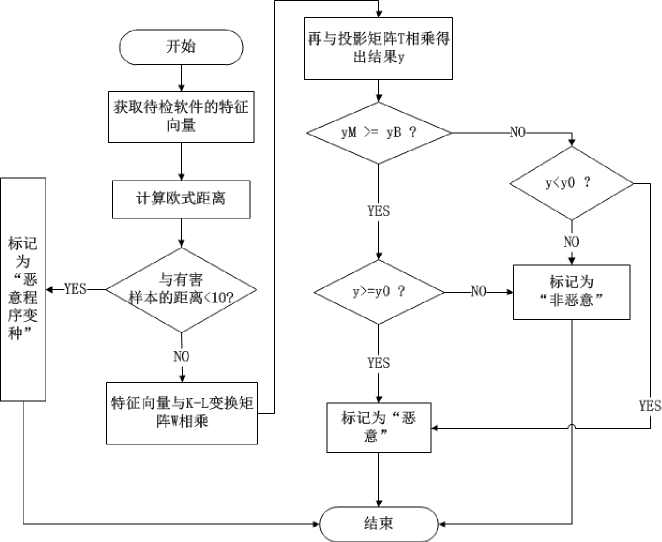 开始
获取待检软件的特征
向量
计算欧式距离
与有害
样本的距离<10?
YES
标记
为
“恶
意程
序变
种”
NO
特征向量与K-L变换矩
阵W相乘
再与投影矩阵T相乘得
出结果y
yM >= yB ?
NO
y<y0 ?
YES
NO
y>=y0 ?
NO
标记为
“非恶意”
YES
YES
标记为“恶
意”
结束